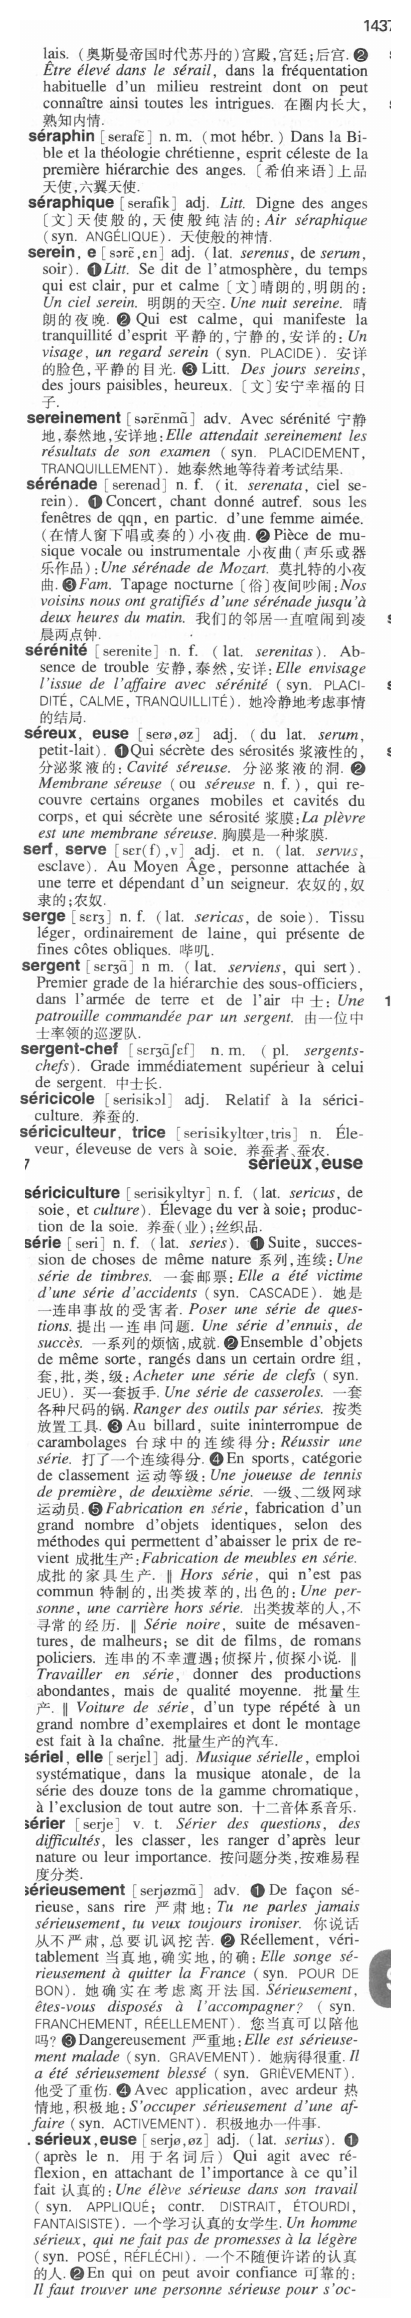 1437
lais. (奥斯曼帝国时代苏丹的)宫殿,宫廷;后宫. ❷
Être élevé dans le sérail, dans la fréquentation
habituelle d'un milieu restreint dont on peut
connaître ainsi toutes les intrigues. 在圈内长大,
熟知内情.
séraphin [serafɛ̃] n. m. (mot hébr.) Dans la Bi-
ble et la théologie chrétienne, esprit céleste de la
première hiérarchie des anges. [希伯来语]上品
天使,六翼天使.
séraphique [serafik] adj. Litt. Digne des anges
[文]天使般的,天使般纯洁的: Air séraphique
(syn. ANGÉLIQUE). 天使般的神情.
serein, e [sərɛ̃,ɛn] adj. (lat. serenus, de serum,
soir). ❶Litt. Se dit de l'atmosphère, du temps
qui est clair, pur et calme [文]晴朗的,明朗的:
Un ciel serein. 明朗的天空. Une nuit sereine. 晴
朗的夜晚. ❷ Qui est calme, qui manifeste la
tranquillité d'esprit 平静的,宁静的,安详的: Un
visage, un regard serein (syn. PLACIDE). 安详
的脸色,平静的目光. ❸ Litt. Des jours sereins,
des jours paisibles, heureux. [文]安宁幸福的日
子.
sereinement [sərɛnmɑ̃] adv. Avec sérénité 宁静
地,泰然地,安详地: Elle attendait sereinement les
résultats de son examen ( syn. PLACIDEMENT,
TRANQUILLEMENT). 她泰然地等待着考试结果.
sérénade [serenad] n. f. (it. serenata, ciel se-
rein). ❶ Concert, chant donné autref. sous les
fenêtres de qqn, en partic. d'une femme aimée.
(在情人窗下唱或奏的) 小夜曲. ❷ Pièce de mu-
sique vocale ou instrumentale 小夜曲(声乐或器
乐作品): Une sérénade de Mozart. 莫扎特的小夜
曲. ❸ Fam. Tapage nocturne [俗]夜间吵闹: Nos
voisins nous ont gratifiés d'une sérénade jusqu'à
deux heures du matin. 我们的邻居一直喧闹到凌
晨两点钟.
sérénité [serenite] n. f. ( lat. serenitas). Ab-
sence de trouble 安静,泰然,安详: Elle envisage
l'issue de l'affaire avec sérénité ( syn. PLACI-
DITÉ, CALME, TRANQUILLITÉ). 她冷静地考虑事情
的结局.
séreux, euse [serø,øz] adj. (du lat. serum,
petit-lait). ❶Qui sécrète des sérosités 浆液性的,
分泌浆液的: Cavité séreuse. 分泌浆液的洞. ❷
Membrane séreuse (ou séreuse n. f.), qui re-
couvre certains organes mobiles et cavités du
corps, et qui sécrète une sérosité 浆膜: La plèvre
est une membrane séreuse. 胸膜是一种浆膜.
serf, serve [sɛr(f),v] adj. et n. (lat. servus,
esclave). Au Moyen Âge, personne attachée à
une terre et dépendant d'un seigneur. 农奴的,奴
隶的;农奴.
serge [sɛrʒ] n. f. (lat. sericas, de soie). Tissu
léger, ordinairement de laine, qui présente de
fines côtes obliques. 哔叽.
sergent [sɛrʒɑ̃] n m. (lat. serviens, qui sert).
Premier grade de la hiérarchie des sous-officiers,
dans l'armée de terre et de l'air 中士: Une
patrouille commandée par un sergent. 由一位中
士率领的巡逻队.
sergent-chef [sɛrʒɑ̃ʃɛf] n. m. ( pl. sergents-
chefs). Grade immédiatement supérieur à celui
de sergent. 中士长.
séricicole [serisikɔl] adj. Relatif à la sérici-
culture. 养蚕的.
sériciculteur, trice [serisikyltœr,tris] n. Éle-
veur, éleveuse de vers à soie. 养蚕者、蚕农.
7 sérieux,euse
sériciculture [serisikyltyr] n. f. (lat. sericus, de
soie, et culture). Élevage du ver à soie; produc-
tion de la soie. 养蚕(业);丝织品.
série [seri] n. f. (lat. series). ❶ Suite, succes-
sion de choses de même nature 系列,连续: Une
série de timbres. 一套邮票: Elle a été victime
d'une série d'accidents (syn. CASCADE). 她是
一连串事故的受害者. Poser une série de ques-
tions. 提出一连串问题. Une série d'ennuis, de
succès. 一系列的烦恼,成就. ❷ Ensemble d'objets
de même sorte, rangés dans un certain ordre 组,
套,批,类,级: Acheter une série de clefs ( syn.
JEU). 买一套扳手. Une série de casseroles. 一套
各种尺码的锅. Ranger des outils par séries. 按类
放置工具. ❸ Au billard, suite ininterrompue de
carambolages 台球中的连续得分: Réussir une
série. 打了一个连续得分. ❹ En sports, catégorie
de classement 运动等级: Une joueuse de tennis
de première, de deuxième série. 一级、二级网球
运动员. ❺ Fabrication en série, fabrication d'un
grand nombre d'objets identiques, selon des
méthodes qui permettent d'abaisser le prix de re-
vient 成批生产: Fabrication de meubles en série.
成批的家具生产. ‖ Hors série, qui n'est pas
commun 特制的,出类拔萃的,出色的: Une per-
sonne, une carrière hors série. 出类拔萃的人,不
寻常的经历. ‖ Série noire, suite de mésaven-
tures, de malheurs; se dit de films, de romans
policiers. 连串的不幸遭遇;侦探片,侦探小说. ‖
Travailler en série, donner des productions
abondantes, mais de qualité moyenne. 批量生
产. ‖ Voiture de série, d'un type répété à un
grand nombre d'exemplaires et dont le montage
est fait à la chaîne. 批量生产的汽车.
sériel, elle [serjɛl] adj. Musique sérielle, emploi
systématique, dans la musique atonale, de la
série des douze tons de la gamme chromatique,
à l'exclusion de tout autre son. 十二音体系音乐.
sérier [serje] v. t. Sérier des questions, des
difficultés, les classer, les ranger d'après leur
nature ou leur importance. 按问题分类,按难易程
度分类.
sérieusement [serjøzmɑ̃] adv. ❶ De façon sé-
rieuse, sans rire 严肃地: Tu ne parles jamais
sérieusement, tu veux toujours ironiser. 你说话
从不严肃,总要讥讽挖苦. ❷ Réellement, véri-
tablement 当真地,确实地,的确: Elle songe sé-
rieusement à quitter la France (syn. POUR DE
BON). 她确实在考虑离开法国. Sérieusement,
êtes-vous disposés à l'accompagner? ( syn.
FRANCHEMENT, RÉELLEMENT). 您当真可以陪他
吗? ❸ Dangereusement 严重地: Elle est sérieuse-
ment malade (syn. GRAVEMENT). 她病得很重. Il
a été sérieusement blessé (syn. GRIÈVEMENT).
他受了重伤. ❹ Avec application, avec ardeur 热
情地,积极地: S'occuper sérieusement d'une af-
faire (syn. ACTIVEMENT). 积极地办一件事.
. sérieux,euse [serjø,øz] adj. (lat. serius). ❶
(après le n. 用于名词后) Qui agit avec ré-
flexion, en attachant de l'importance à ce qu'il
fait 认真的: Une élève sérieuse dans son travail
( syn. APPLIQUÉ; contr. DISTRAIT, ÉTOURDI,
FANTAISISTE). 一个学习认真的女学生. Un homme
sérieux, qui ne fait pas de promesses à la légère
(syn. POSÉ, RÉFLÉCHI). 一个不随便许诺的认真
的人. ❷ En qui on peut avoir confiance 可靠的:
Il faut trouver une personne sérieuse pour s'oc-